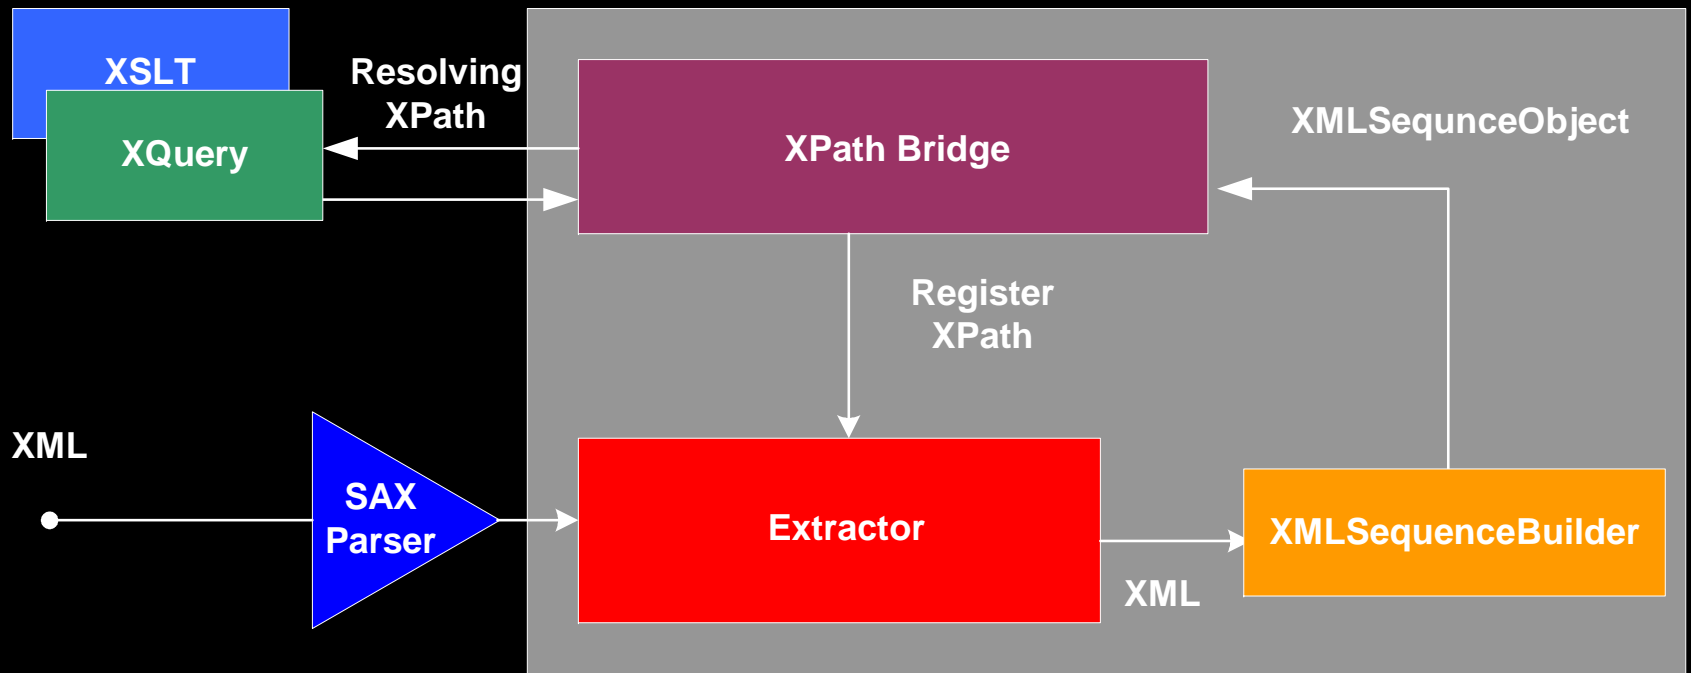 XSLT
XQuery
Resolving
XPath
XPath Bridge
XMLSequnceObject
Register
XPath
XML
SAX
Parser
Extractor
XML
XMLSequenceBuilder